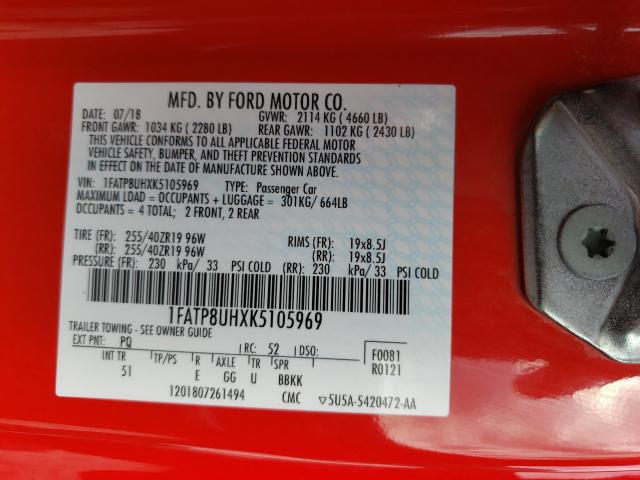 MFD. BY FORD MOTOR CO.
DATE: 07/18 GVWR: 2114 KG ( 4660 LB)
FRONT GAWR: 1034 KG ( 2280 LB) REAR GAWR: 1102 KG ( 2430 LB)
THIS VEHICLE CONFORMS TO ALL APPLICABLE FEDERAL MOTOR
VEHICLE SAFETY, BUMPER, AND THEFT PREVENTION STANDARDS
IN EFFECT ON THE DATE OF MANUFACTURE SHOWN ABOVE.
VIN: 1FATP8UHXK5105969 TYPE: Passenger Car
MAXIMUM LOAD = OCCUPANTS + LUGGAGE = 301KG/ 664LB
OCCUPANTS = 4 TOTAL; 2 FRONT, 2 REAR
TIRE (FR): 255/40ZR19 96W RIMS (FR): 19x8.5J
(RR): 255/40ZR19 96W (RR): 19x8.5J
PRESSURE (FR): 230 kPa/ 33 PSI COLD (RR): 230 kPa/ 33 PSI COLD
1FATP8UHXK5105969
TRAILER TOWING - SEE OWNER GUIDE
EXT PNT: PQ RC: 52 DSO: F0081
INT TR TP/PS R AXLE TR SPR R0121
51 E GG U BBKK
1201807261494 CMC ▽5U5A-5420472-AA